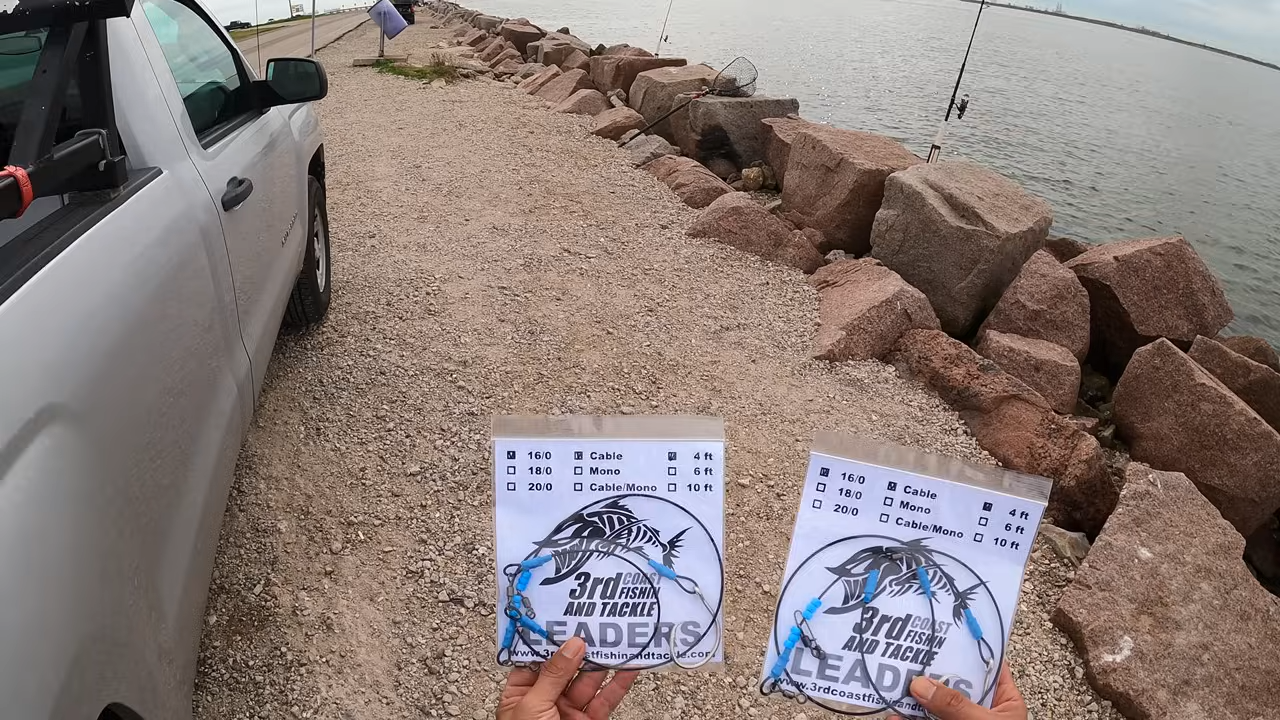 16/0 Cable 4 ft
18/0 Mono 6 ft
20/0 Cable/Mono 10 ft
3rd COAST
FISHIN
AND TACKLE
LEADERS
www.3rdcoastfishinandtackle.com
16/0 Cable 4 ft
18/0 Mono 6 ft
20/0 Cable/Mono 10 ft
3rd COAST
FISHIN
AND TACKLE
LEADERS
www.3rdcoastfishinandtackle